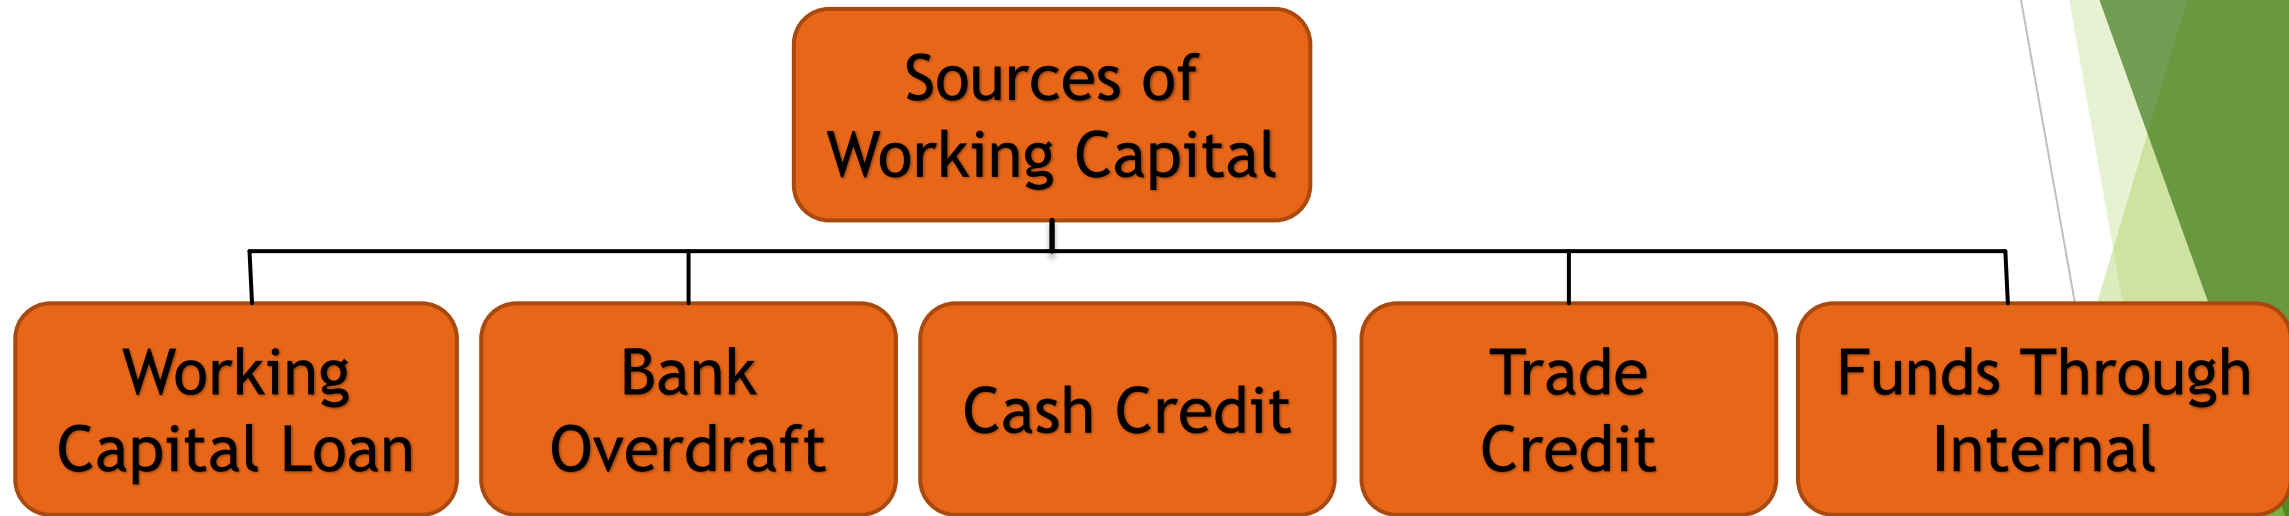 Sources of
Working Capital
Working
Capital Loan
Bank
Overdraft
Cash Credit
Trade
Credit
Funds Through
Internal